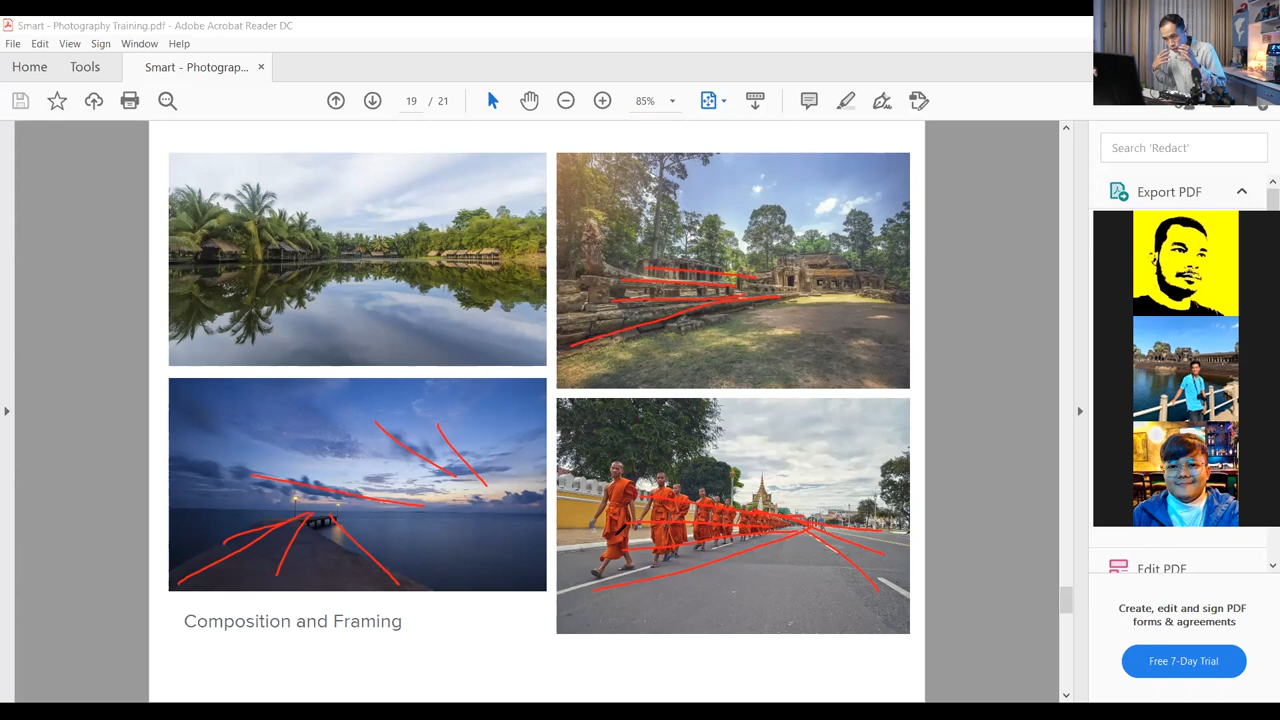 Smart - Photography Training.pdf - Adobe Acrobat Reader DC
File Edit View Sign Window Help
Home Tools Smart - Photograp... ×
19 / 21 85%
Search 'Redact'
Export PDF
Edit PDF
Composition and Framing
Create, edit and sign PDF
forms & agreements
Free 7-Day Trial